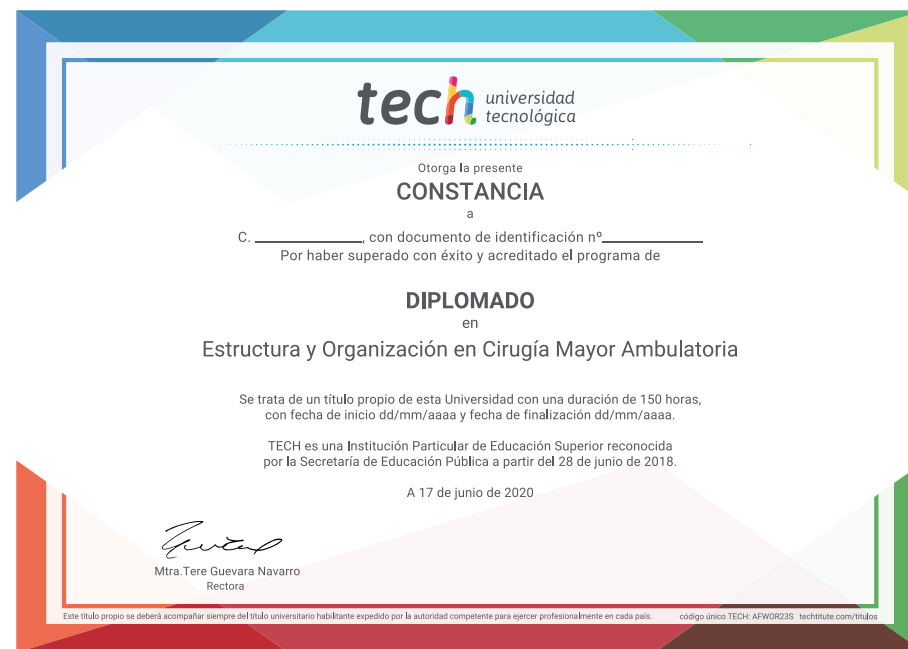 tech universidad
tecnológica
Otorga la presente
CONSTANCIA
a
C. ____________, con documento de identificación nº____________
Por haber superado con éxito y acreditado el programa de
DIPLOMADO
en
Estructura y Organización en Cirugía Mayor Ambulatoria
Se trata de un título propio de esta Universidad con una duración de 150 horas,
con fecha de inicio dd/mm/aaaa y fecha de finalización dd/mm/aaaa.
TECH es una Institución Particular de Educación Superior reconocida
por la Secretaría de Educación Pública a partir del 28 de junio de 2018.
A 17 de junio de 2020
Mtra.Tere Guevara Navarro
Rectora
Este título propio se deberá acompañar siempre del título universitario habilitante expedido por la autoridad competente para ejercer profesionalmente en cada país. código único TECH: AFWOR23S techtitute.com/titulos